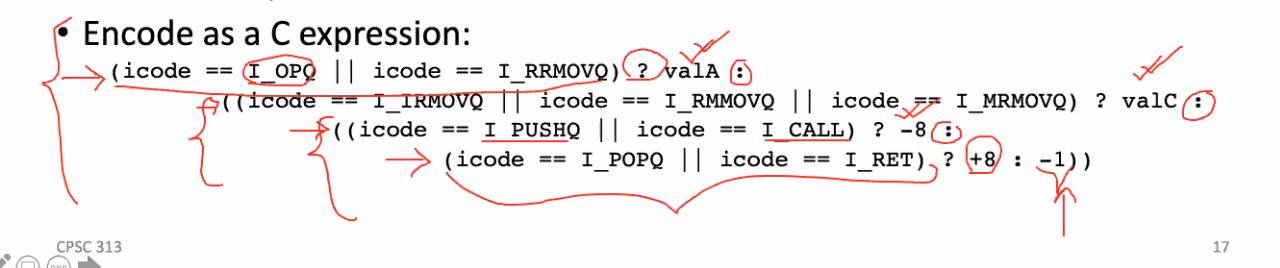 • Encode as a C expression:
(icode == I_OPQ || icode == I_RRMOVQ) ? valA :
((icode == I_IRMOVQ || icode == I_RMMOVQ || icode == I_MRMOVQ) ? valC :
((icode == I_PUSHQ || icode == I_CALL) ? -8 :
(icode == I_POPQ || icode == I_RET) ? +8 : -1))
CPSC 313
17